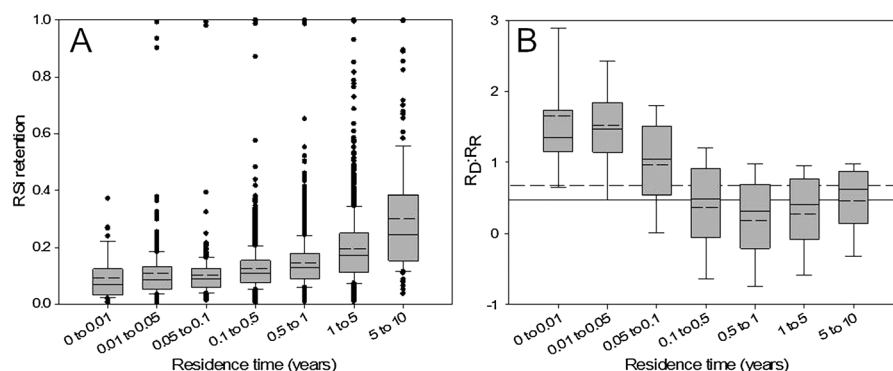 A
RSi retention
1.0
0.8
0.6
0.4
0.2
0.0
0 to 0.01
0.01 to 0.05
0.05 to 0.1
0.1 to 0.5
0.5 to 1
1 to 5
5 to 10
Residence time (years)
B
RD:RR
3
2
1
0
-1
0 to 0.01
0.01 to 0.05
0.05 to 0.1
0.1 to 0.5
0.5 to 1
1 to 5
5 to 10
Residence time (years)